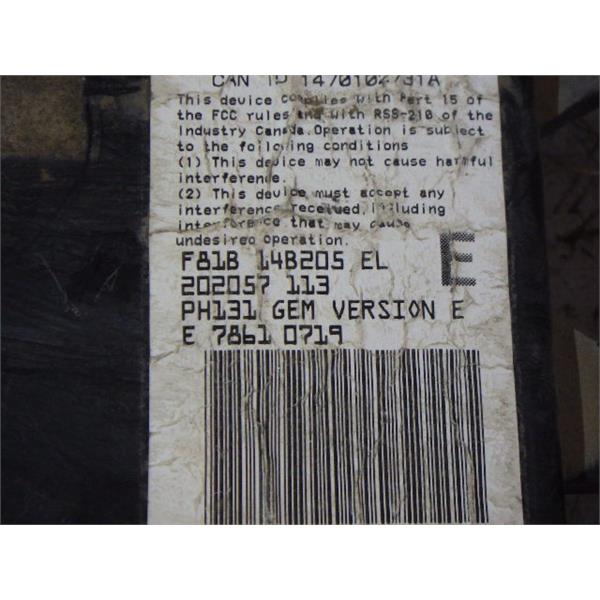 CAN ID 1470102731A
This device complies with Part 15 of
the FCC rules and with RSS-210 of the
Industry Canada.Operation is subject
to the following conditions
(1) This device may not cause harmful
interference.
(2) This device must accept any
interference received,including
interference that may cause
undesired operation.
E
F81B 14B205 EL
202057 113
PH131 GEM VERSION E
E 7861 0719